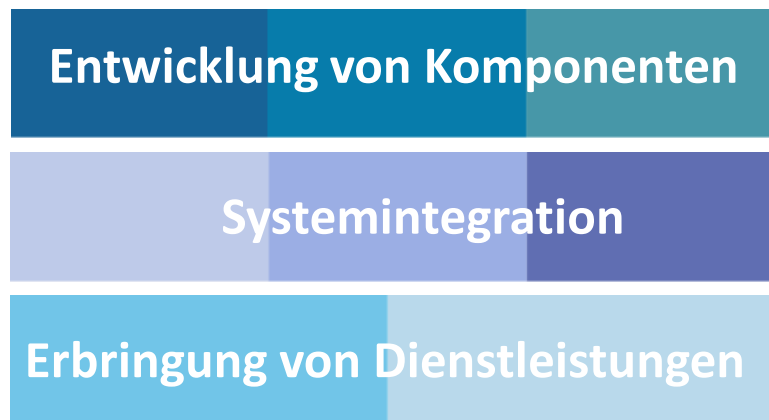 Entwicklung von Komponenten
Systemintegration
Erbringung von Dienstleistungen